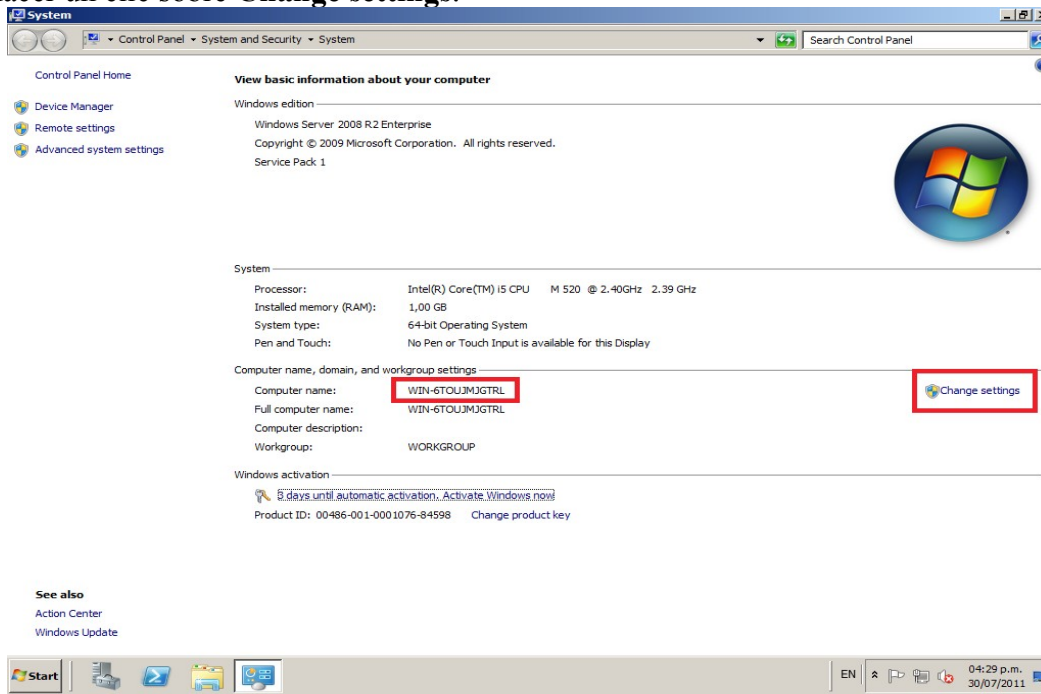 hacer un clic sobre Change settings.
System
Control Panel System and Security System Search Control Panel
Control Panel Home
Device Manager
Remote settings
Advanced system settings
View basic information about your computer
Windows edition
Windows Server 2008 R2 Enterprise
Copyright © 2009 Microsoft Corporation. All rights reserved.
Service Pack 1
System
Processor: Intel(R) Core(TM) i5 CPU M 520 @ 2.40GHz 2.39 GHz
Installed memory (RAM): 1,00 GB
System type: 64-bit Operating System
Pen and Touch: No Pen or Touch Input is available for this Display
Computer name, domain, and workgroup settings
Computer name: WIN-6TOUJMJGTRL Change settings
Full computer name: WIN-6TOUJMJGTRL
Computer description:
Workgroup: WORKGROUP
Windows activation
3 days until automatic activation. Activate Windows now
Product ID: 00486-001-0001076-84598 Change product key
See also
Action Center
Windows Update
Start EN 04:29 p.m.
30/07/2011